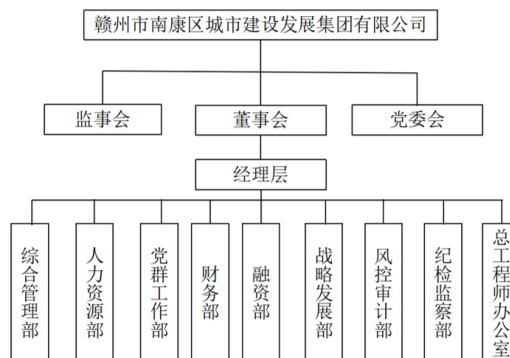 赣州市南康区城市建设发展集团有限公司
监事会
董事会
党委会
经理层
综合管理部
人力资源部
党群工作部
财务部
融资部
战略发展部
风控审计部
纪检监察部
总工程师办公室